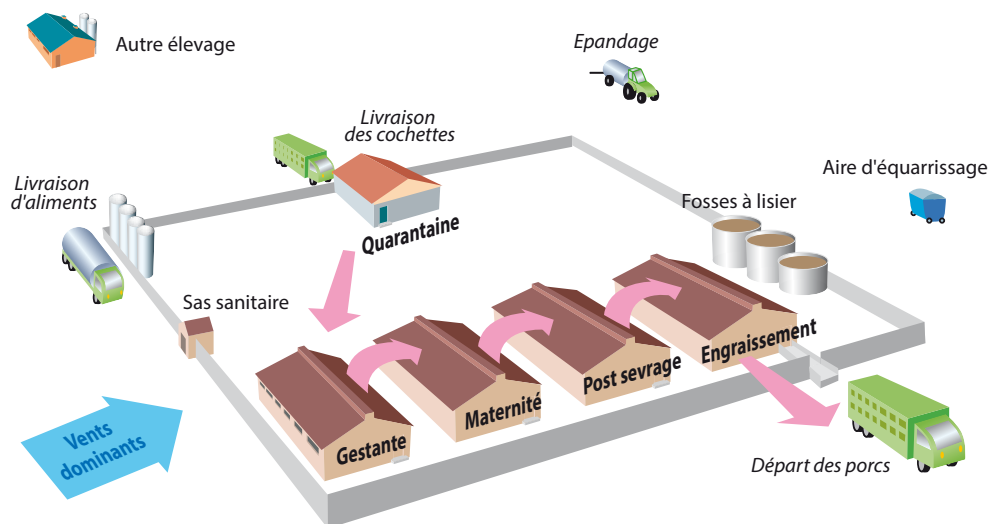 Autre élevage
Epandage
Livraison
des cochettes
Livraison
d'aliments
Aire d'équarrissage
Fosses à lisier
Quarantaine
Sas sanitaire
Engraissement
Post sevrage
Maternité
Gestante
Vents
dominants
Départ des porcs